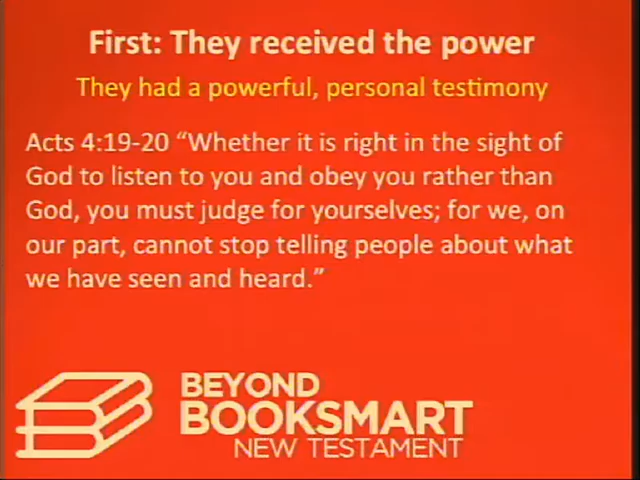 First: They received the power
They had a powerful, personal testimony
Acts 4:19-20 “Whether it is right in the sight of
God to listen to you and obey you rather than
God, you must judge for yourselves; for we, on
our part, cannot stop telling people about what
we have seen and heard.”
BEYOND
BOOKSMART
NEW TESTAMENT